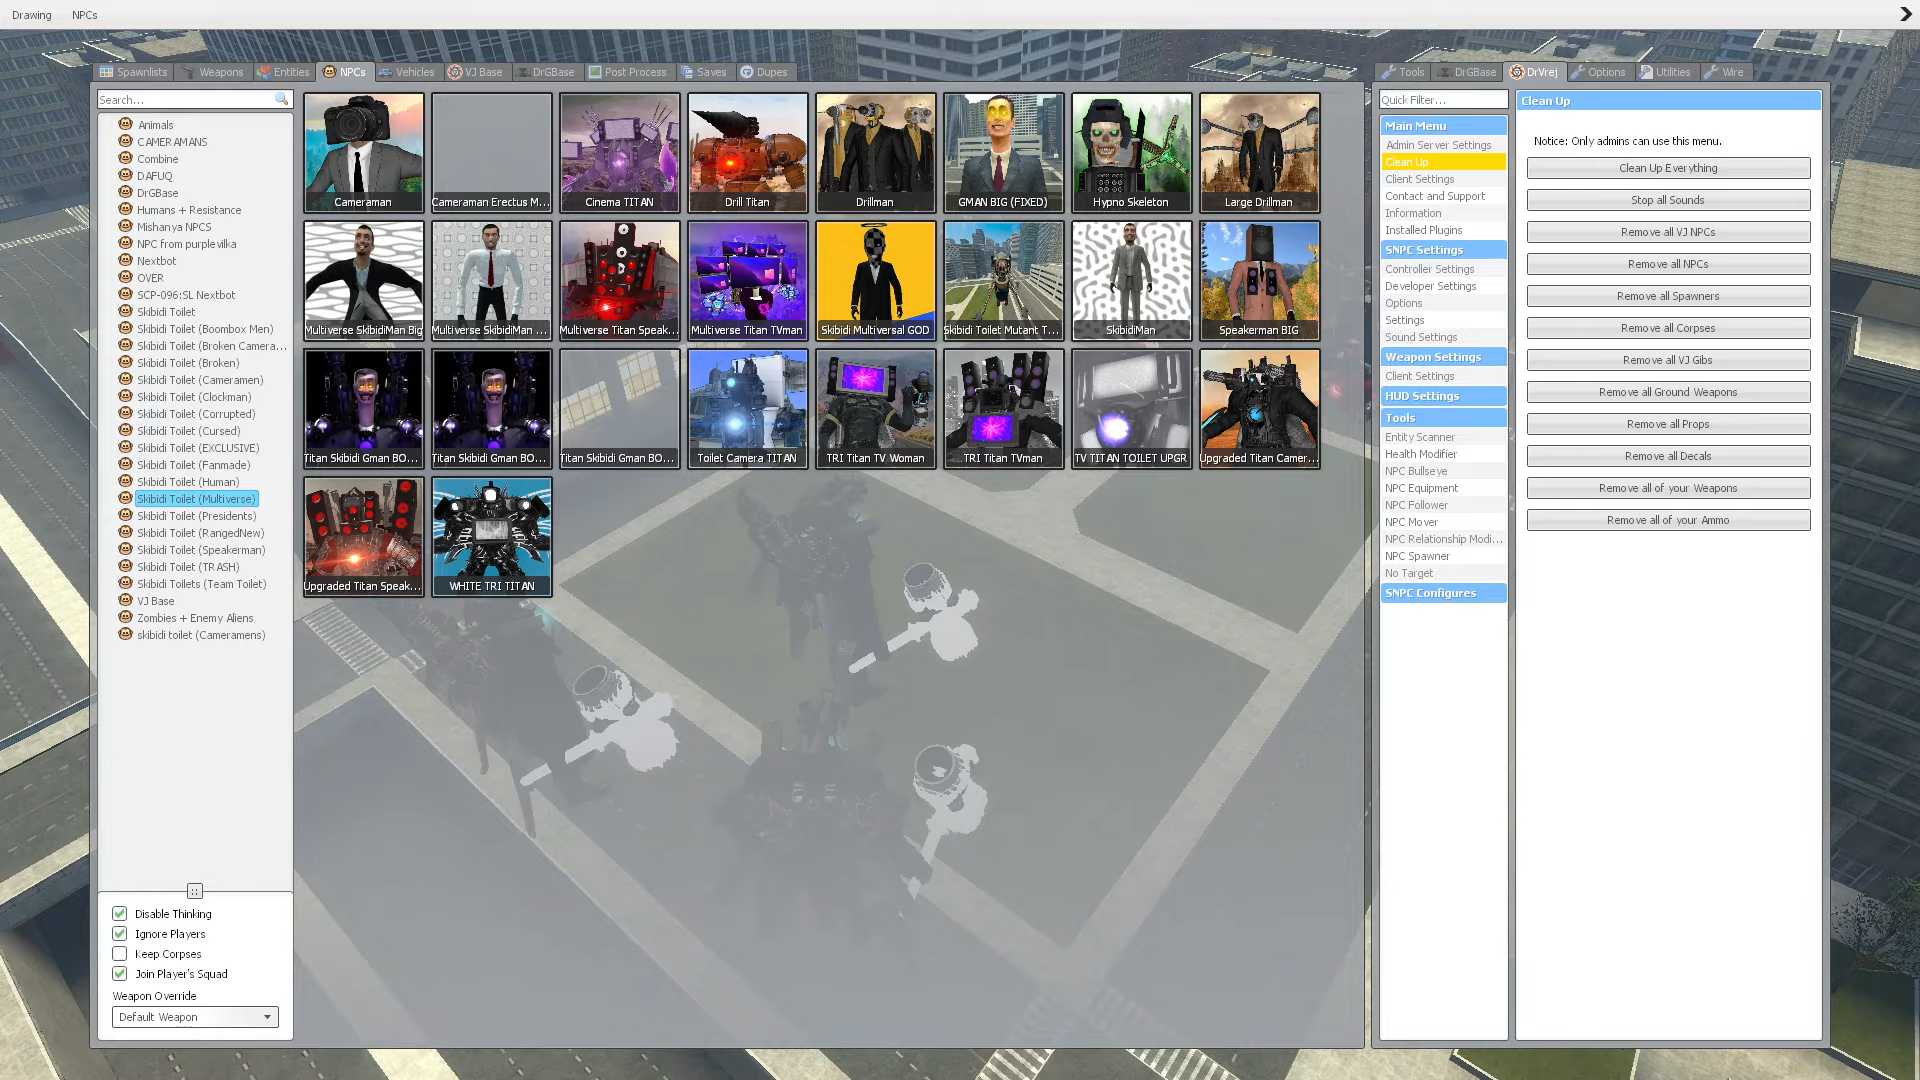 Drawing NPCs
Spawnlists Weapons Entities NPCs Vehicles VJ Base DrGBase Post Process Saves Dupes
Search...
Animals
CAMERAMANS
Combine
DAFUQ
DrGBase
Humans + Resistance
Mishanya NPCS
NPC from purplevilka
Nextbot
OVER
SCP-096:SL Nextbot
Skibidi Toilet
Skibidi Toilet (Boombox Men)
Skibidi Toilet (Broken Camera...
Skibidi Toilet (Broken)
Skibidi Toilet (Cameramen)
Skibidi Toilet (Clockman)
Skibidi Toilet (Corrupted)
Skibidi Toilet (Cursed)
Skibidi Toilet (EXCLUSIVE)
Skibidi Toilet (Fanmade)
Skibidi Toilet (Human)
Skibidi Toilet (Multiverse)
Skibidi Toilet (Presidents)
Skibidi Toilet (RangedNew)
Skibidi Toilet (Speakerman)
Skibidi Toilet (TRASH)
Skibidi Toilets (Team Toilet)
VJ Base
Zombies + Enemy Aliens
skibidi toilet (Cameramens)
Disable Thinking
Ignore Players
Keep Corpses
Join Player's Squad
Weapon Override
Default Weapon
Cameraman
Cameraman Erectus M...
Cinema TITAN
Drill Titan
Drillman
GMAN BIG (FIXED)
Hypno Skeleton
Large Drillman
Multiverse SkibidiMan Big
Multiverse SkibidiMan ...
Multiverse Titan Speak...
Multiverse Titan TVman
Skibidi Multiversal GOD
Skibidi Toilet Mutant T...
SkibidiMan
Speakerman BIG
Titan Skibidi Gman BO...
Titan Skibidi Gman BO...
Titan Skibidi Gman BO...
Toilet Camera TITAN
TRI Titan TV Woman
TRI Titan TVman
TV TITAN TOILET UPGR
Upgraded Titan Camer...
Upgraded Titan Speak...
WHITE TRI TITAN
Tools DrGBase DrVrej Options Utilities Wire
Quick Filter...
Main Menu
Admin Server Settings
Clean Up
Client Settings
Contact and Support
Information
Installed Plugins
SNPC Settings
Controller Settings
Developer Settings
Options
Settings
Sound Settings
Weapon Settings
Client Settings
HUD Settings
Tools
Entity Scanner
Health Modifier
NPC Bullseye
NPC Equipment
NPC Follower
NPC Mover
NPC Relationship Modi...
NPC Spawner
No Target
SNPC Configures
Clean Up
Notice: Only admins can use this menu.
Clean Up Everything
Stop all Sounds
Remove all VJ NPCs
Remove all NPCs
Remove all Spawners
Remove all Corpses
Remove all VJ Gibs
Remove all Ground Weapons
Remove all Props
Remove all Decals
Remove all of your Weapons
Remove all of your Ammo